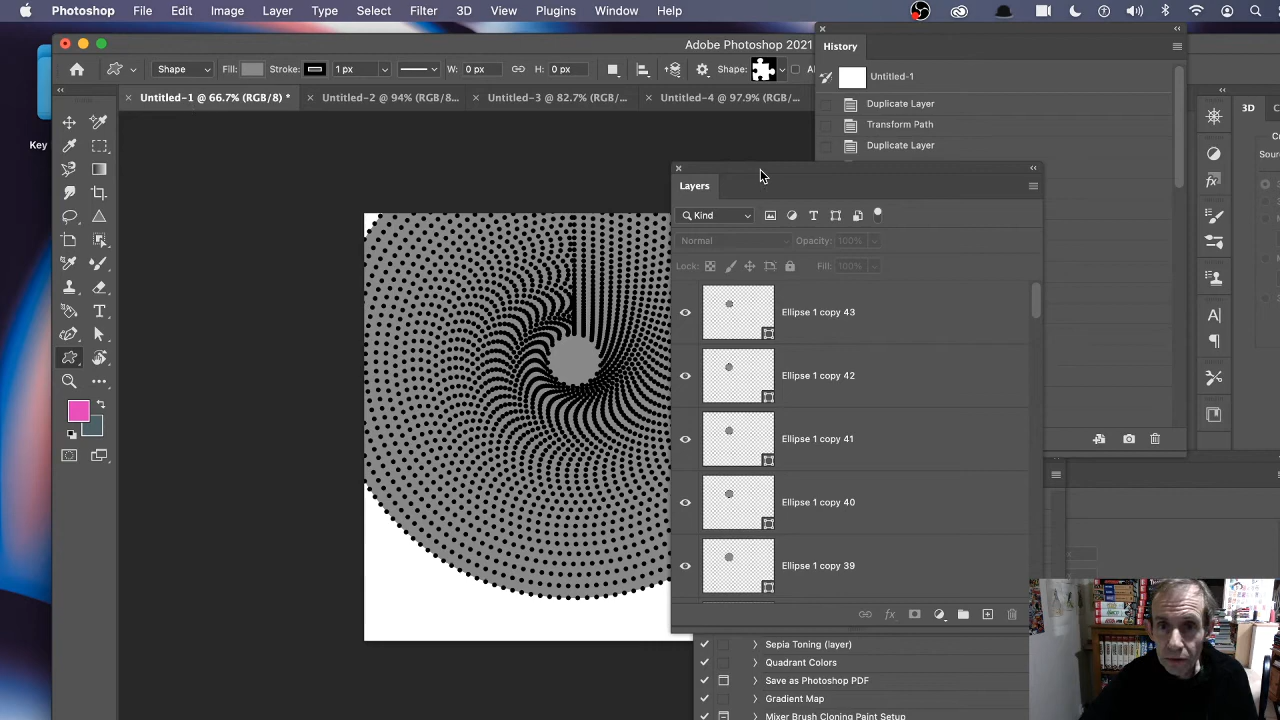 Photoshop File Edit Image Layer Type Select Filter 3D View Plugins Window Help
Adobe Photoshop 2021
Shape Fill: Stroke: 1 px W: 0 px H: 0 px Shape:
Untitled-1 @ 66.7% (RGB/8) * Untitled-2 @ 94% (RGB/8... Untitled-3 @ 82.7% (RGB/... Untitled-4 @ 97.9% (RGB/...
Key
History
Untitled-1
Duplicate Layer
Transform Path
Duplicate Layer
3D
Layers
Kind
Normal Opacity: 100%
Lock: Fill: 100%
Ellipse 1 copy 43
Ellipse 1 copy 42
Ellipse 1 copy 41
Ellipse 1 copy 40
Ellipse 1 copy 39
Sepia Toning (layer)
Quadrant Colors
Save as Photoshop PDF
Gradient Map
Mixer Brush Cloning Paint Setup